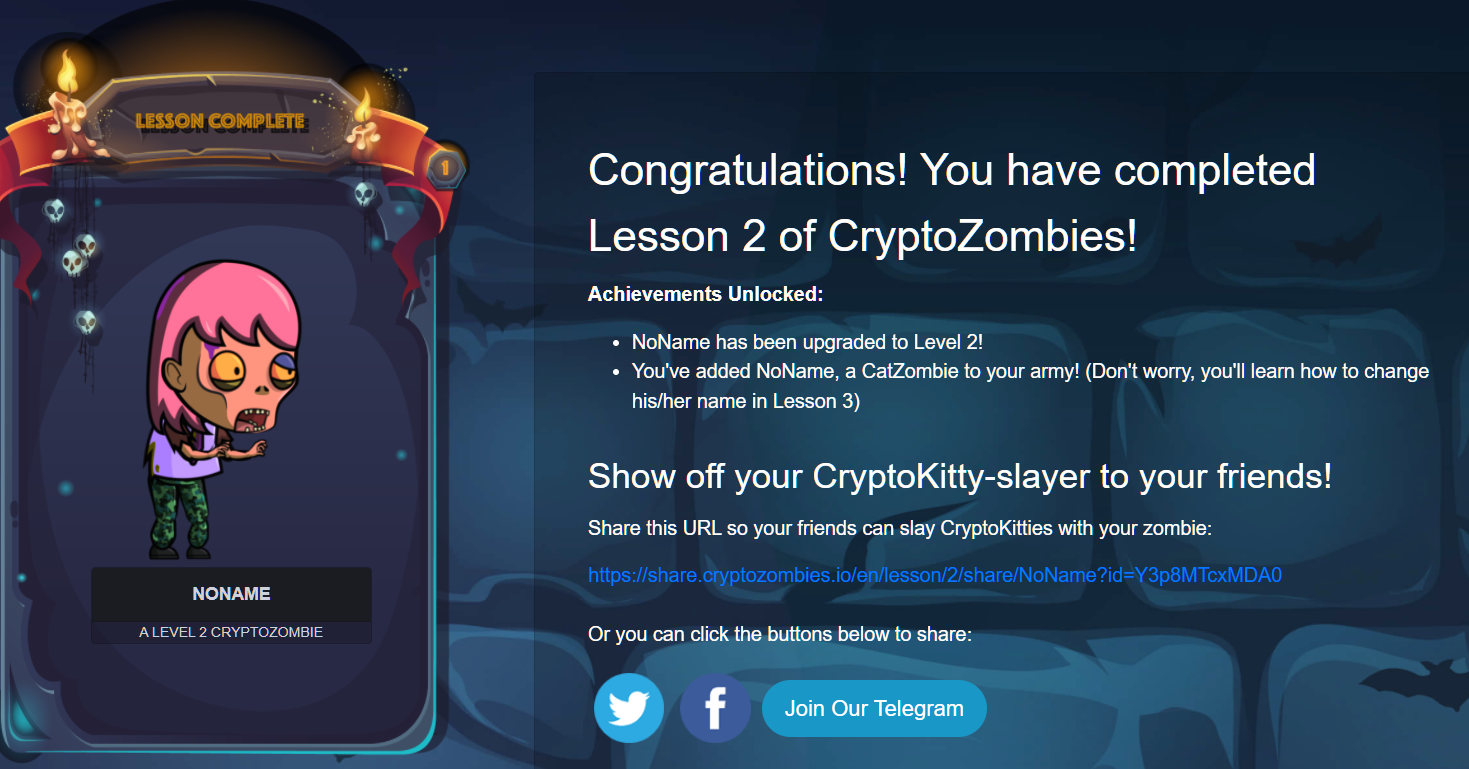 LESSON COMPLETE
1
NONAME
A LEVEL 2 CRYPTOZOMBIE
Congratulations! You have completed
Lesson 2 of CryptoZombies!
Achievements Unlocked:
• NoName has been upgraded to Level 2!
• You've added NoName, a CatZombie to your army! (Don't worry, you'll learn how to change
his/her name in Lesson 3)
Show off your CryptoKitty-slayer to your friends!
Share this URL so your friends can slay CryptoKitties with your zombie:
https://share.cryptozombies.io/en/lesson/2/share/NoName?id=Y3p8MTcxMDA0
Or you can click the buttons below to share:
Join Our Telegram